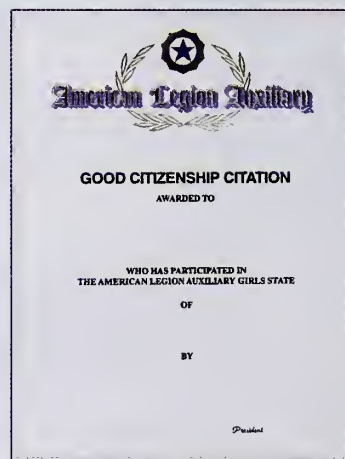 American Legion Auxiliary
GOOD CITIZENSHIP CITATION
AWARDED TO
WHO HAS PARTICIPATED IN
THE AMERICAN LEGION AUXILIARY GIRLS STATE
OF
BY
President